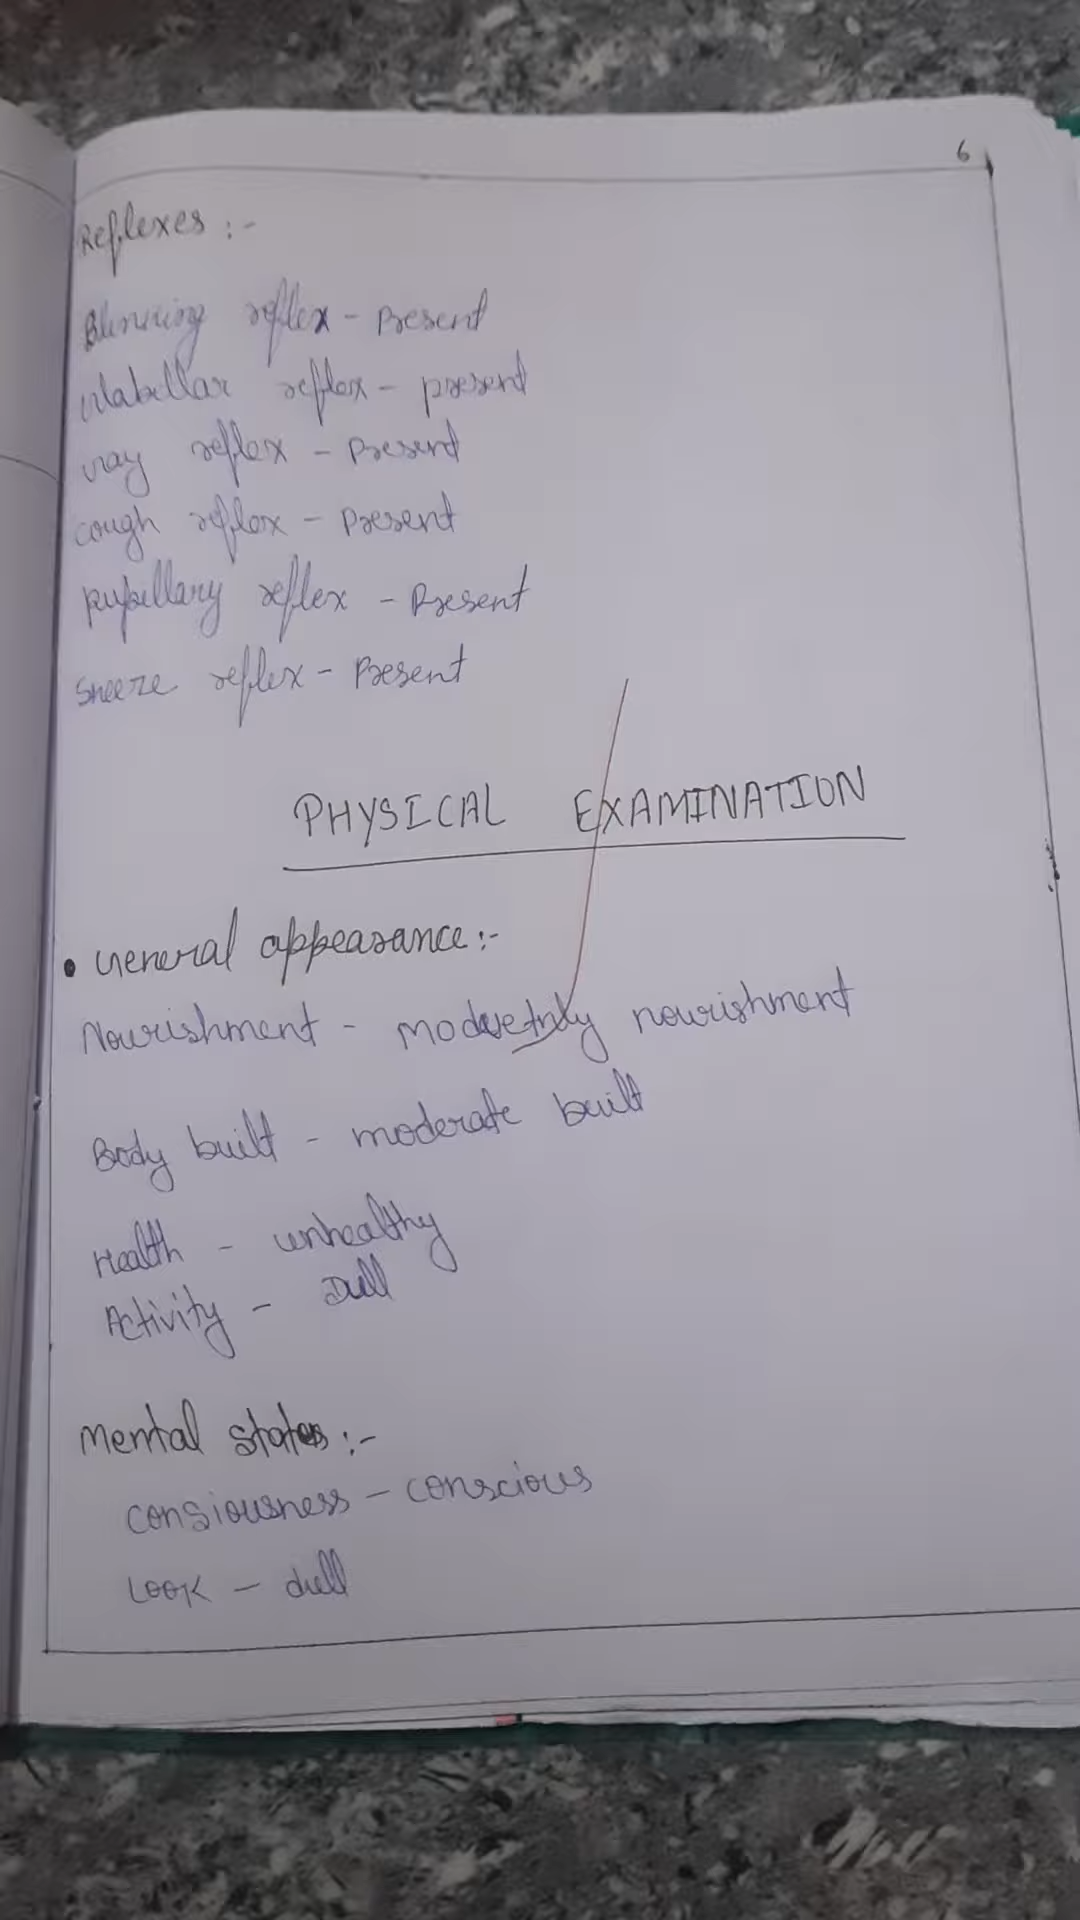 6
Reflexes :-
Blinking reflex - Present
Glabellar reflex - present
Gag reflex - Present
cough reflex - Present
pupillary reflex - Present
Sneeze reflex - Present
PHYSICAL EXAMINATION
• General appearance :-
Nourishment - nourishment
Body built - moderate built
Health - unhealthy
Activity - Dull
Mental states :-
consiousness - conscious
LOOK - dull